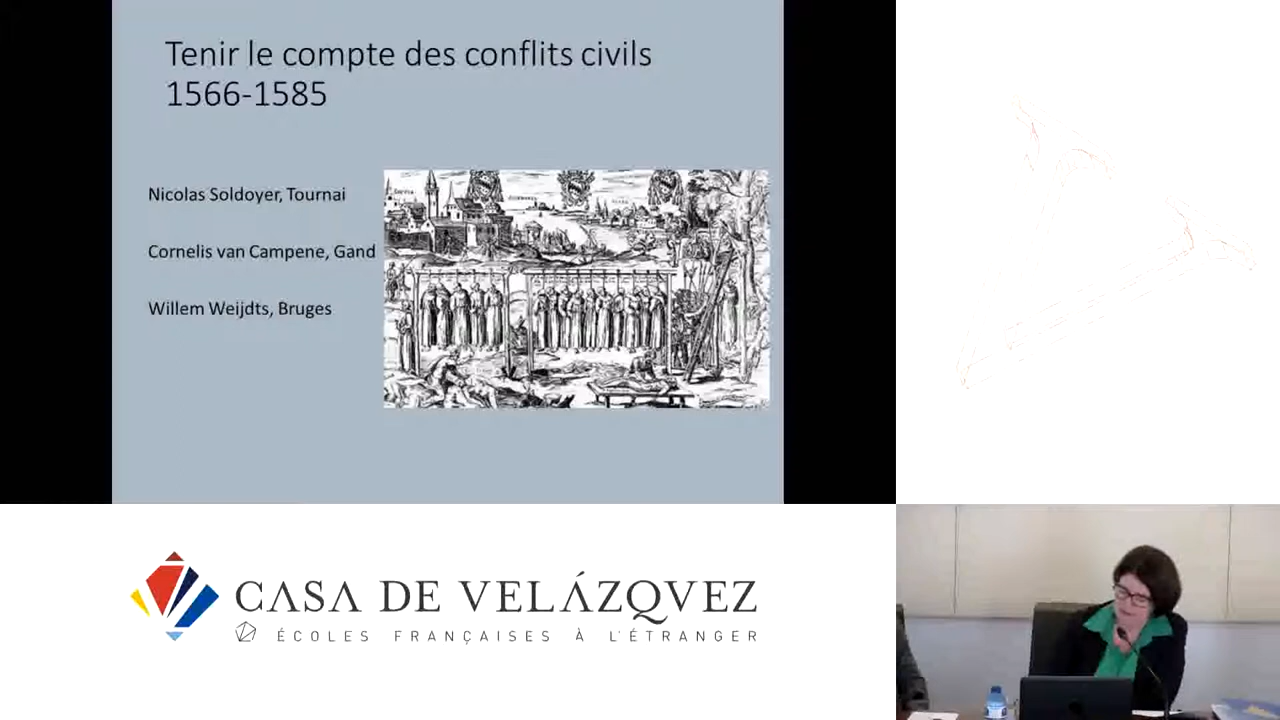 Tenir le compte des conflits civils
1566-1585
Nicolas Soldoyer, Tournai
Cornelis van Campene, Gand
Willem Weijdts, Bruges
CASA DE VELÁZQVEZ
ÉCOLES FRANÇAISES À L'ÉTRANGER